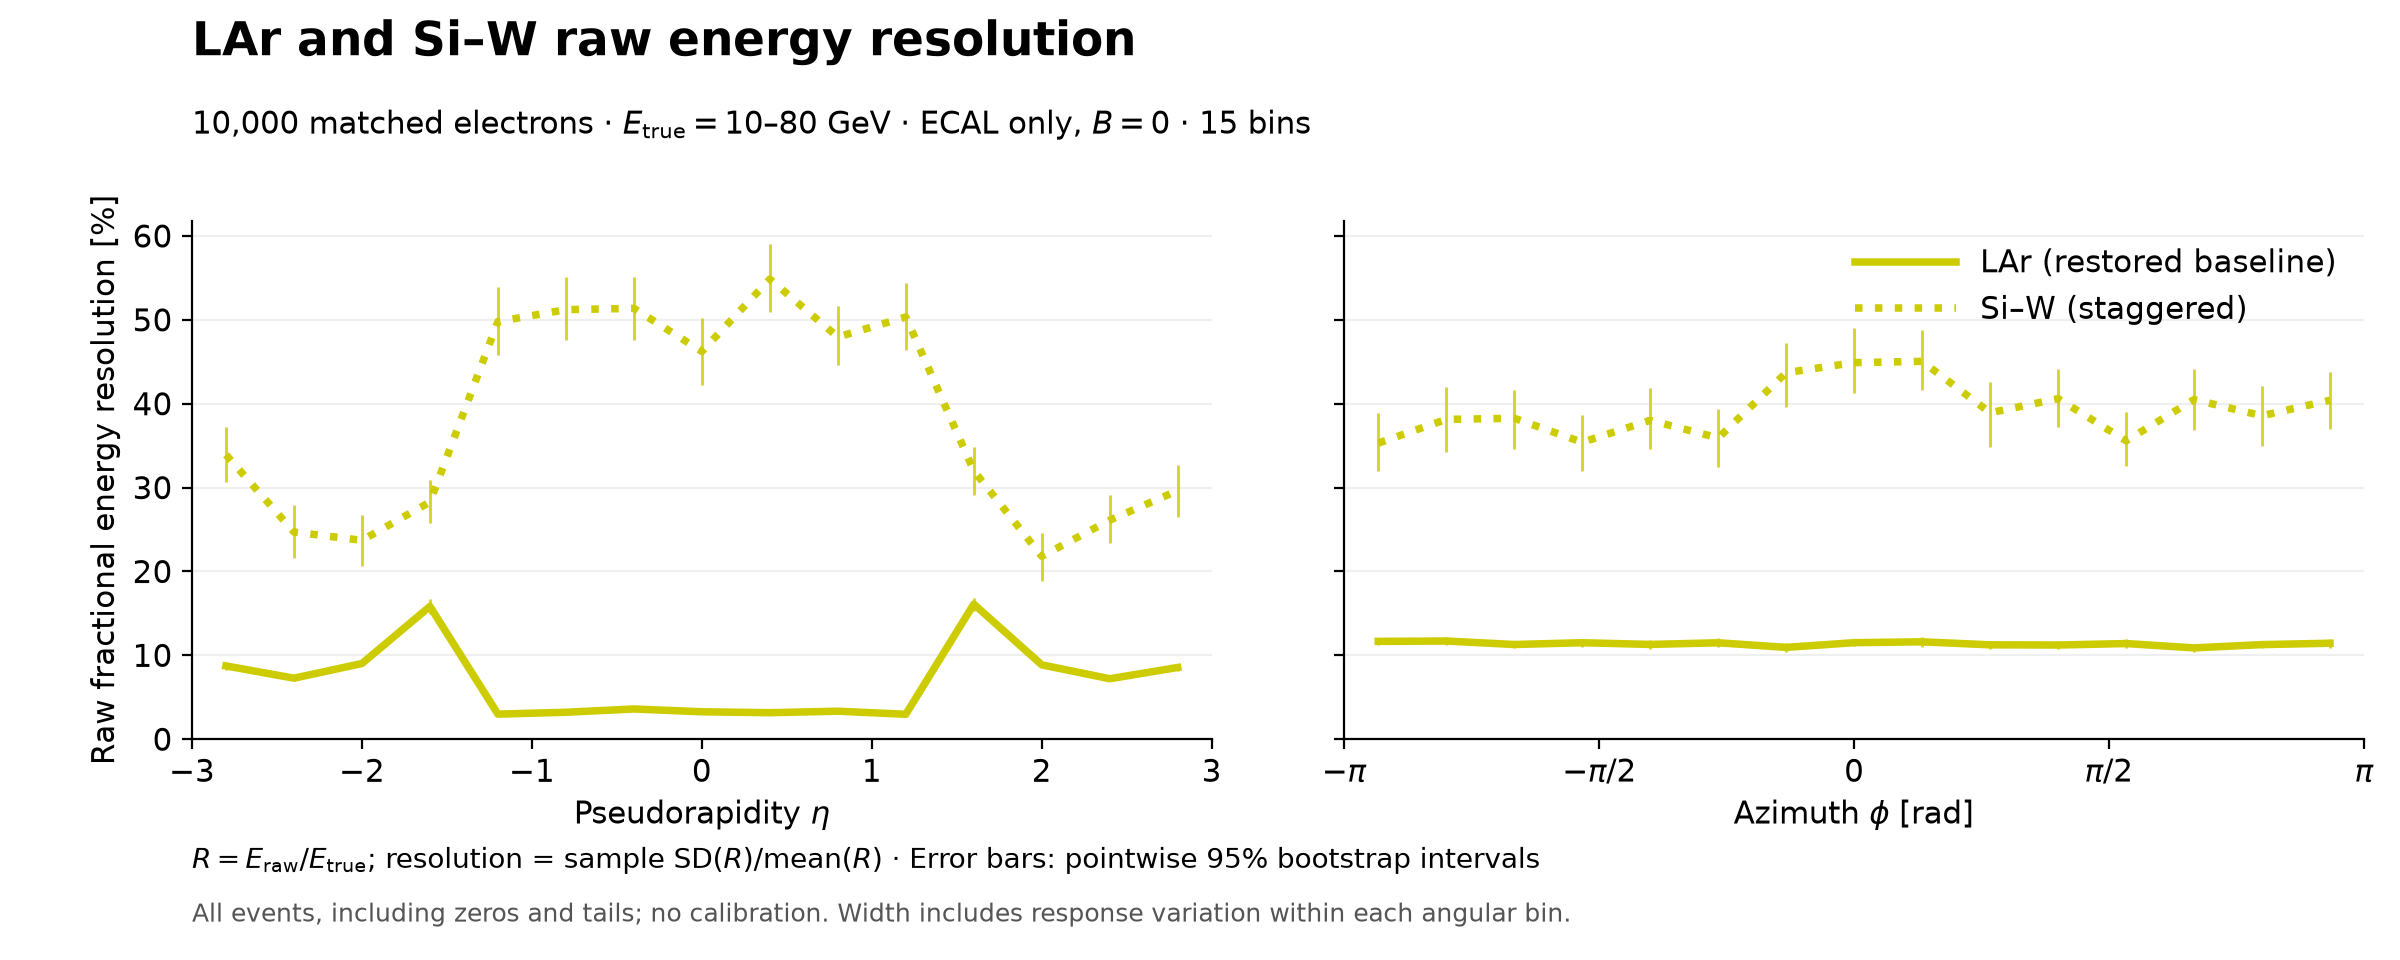 LAr and Si–W raw energy resolution
10,000 matched electrons · E_true = 10–80 GeV · ECAL only, B = 0 · 15 bins
Raw fractional energy resolution [%]
60
50
40
30
20
10
0
−3
−2
−1
0
1
2
3
Pseudorapidity η
LAr (restored baseline)
Si–W (staggered)
−π
−π/2
0
π/2
π
Azimuth ϕ [rad]
R = E_raw/E_true; resolution = sample SD(R)/mean(R) · Error bars: pointwise 95% bootstrap intervals
All events, including zeros and tails; no calibration. Width includes response variation within each angular bin.